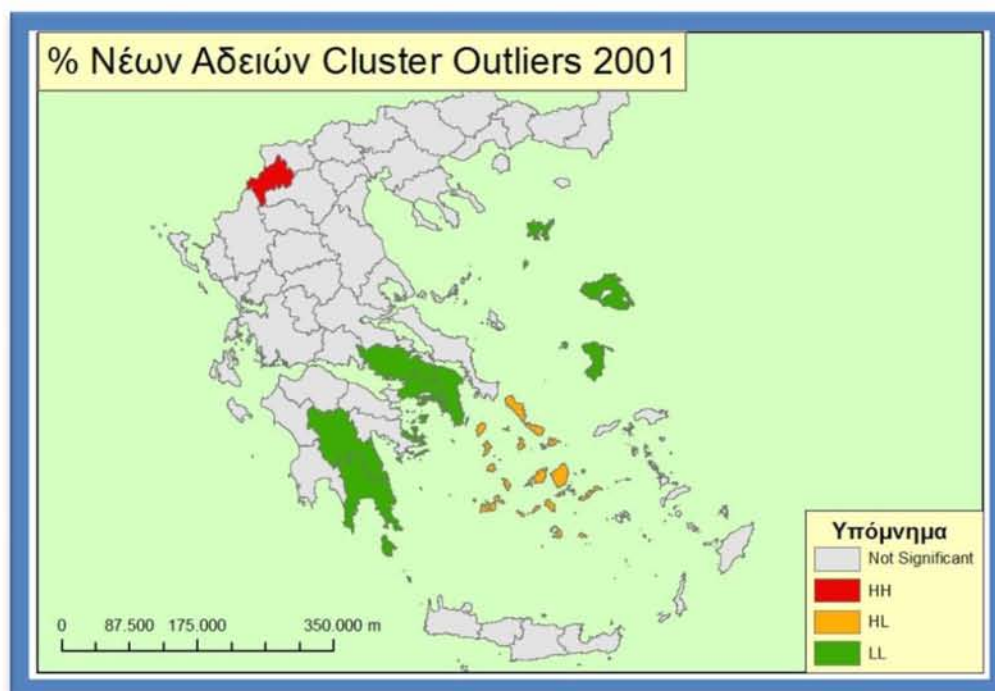 % Νέων Αδειών Cluster Outliers 2001
Υπόμνημα
Not Significant
HH
HL
LL
0 87.500 175.000 350.000 m